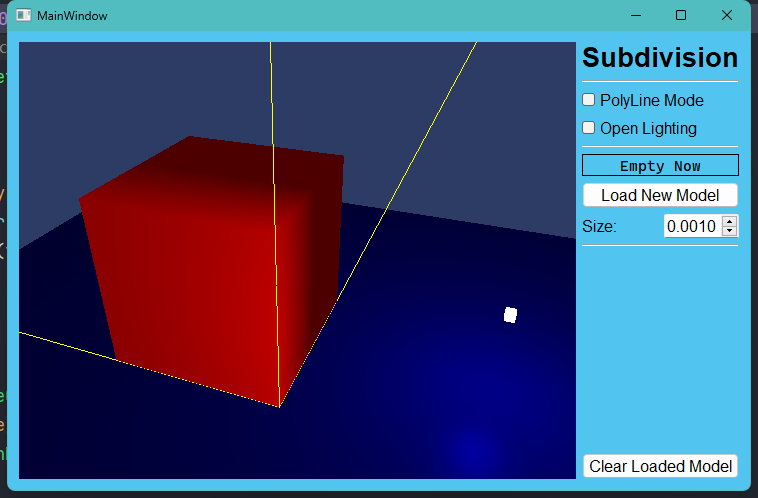 MainWindow
Subdivision
PolyLine Mode
Open Lighting
Empty Now
Load New Model
Size: 0.0010
Clear Loaded Model